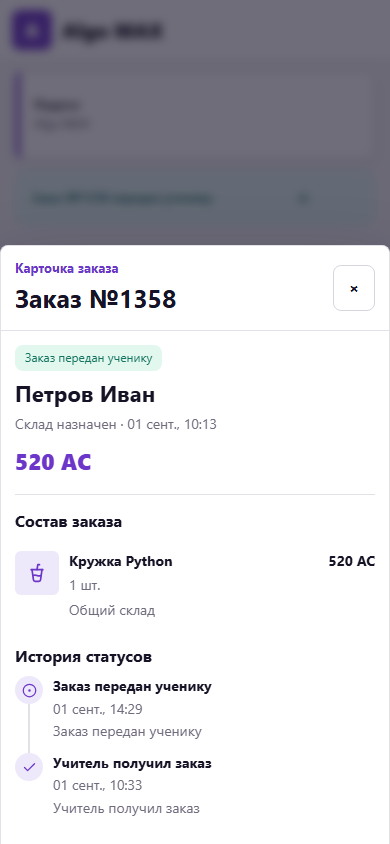 Algo MAX
Карточка заказа
Заказ №1358
×
Заказ передан ученику
Петров Иван
Склад назначен · 01 сент., 10:13
520 AC
Состав заказа
Кружка Python 520 AC
1 шт.
Общий склад
История статусов
Заказ передан ученику
01 сент., 14:29
Заказ передан ученику
Учитель получил заказ
01 сент., 10:33
Учитель получил заказ